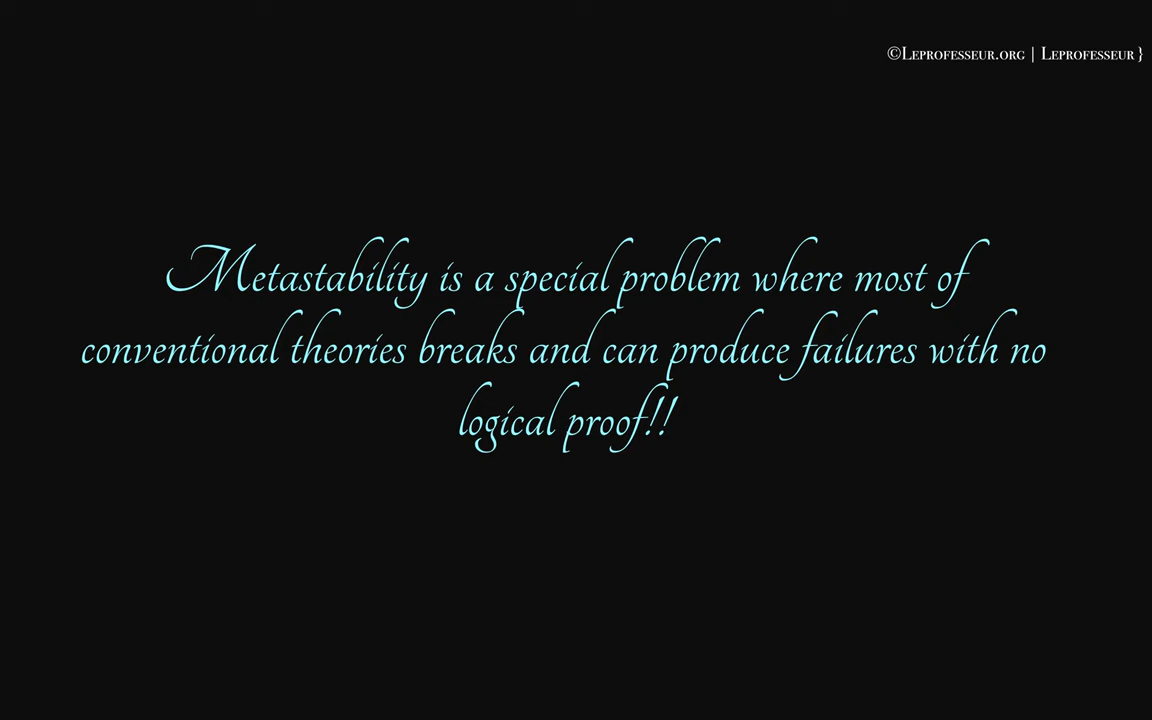 ©Leprofesseur.org | Leprofesseur}
Metastability is a special problem where most of
conventional theories breaks and can produce failures with no
logical proof!!